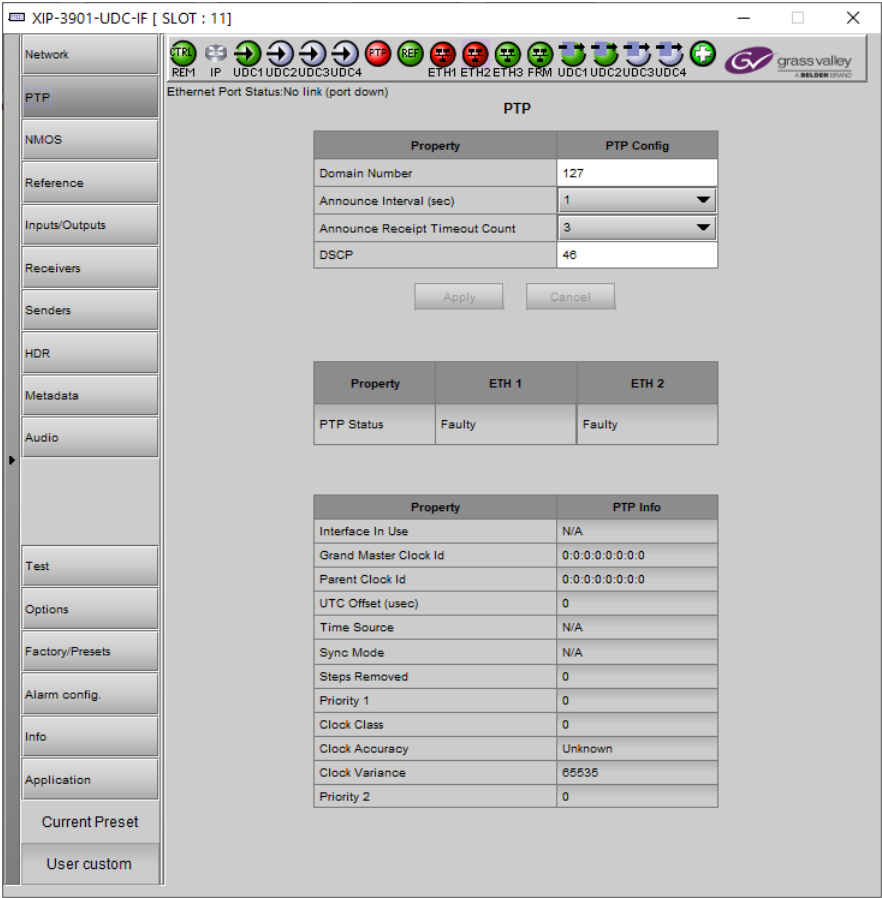 XIP-3901-UDC-IF [ SLOT : 11]
Network
PTP
NMOS
Reference
Inputs/Outputs
Receivers
Senders
HDR
Metadata
Audio
Test
Options
Factory/Presets
Alarm config.
Info
Application
Current Preset
User custom
CTRL PTP REF
REM IP UDC1 UDC2 UDC3 UDC4 ETH1 ETH2 ETH3 FRM UDC1 UDC2 UDC3 UDC4
GV grassvalley
A BELDEN BRAND
Ethernet Port Status:No link (port down)
PTP
Property PTP Config
Domain Number 127
Announce Interval (sec) 1
Announce Receipt Timeout Count 3
DSCP 46
Apply Cancel
Property ETH 1 ETH 2
PTP Status Faulty Faulty
Property PTP Info
Interface In Use N/A
Grand Master Clock Id 0:0:0:0:0:0:0:0
Parent Clock Id 0:0:0:0:0:0:0:0
UTC Offset (usec) 0
Time Source N/A
Sync Mode N/A
Steps Removed 0
Priority 1 0
Clock Class 0
Clock Accuracy Unknown
Clock Variance 65535
Priority 2 0